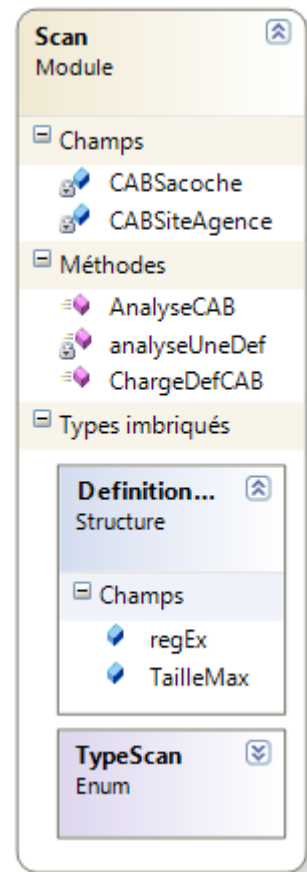 Scan
Module
Champs
CABSacoche
CABSiteAgence
Méthodes
AnalyseCAB
analyseUneDef
ChargeDefCAB
Types imbriqués
Definition...
Structure
Champs
regEx
TailleMax
TypeScan
Enum